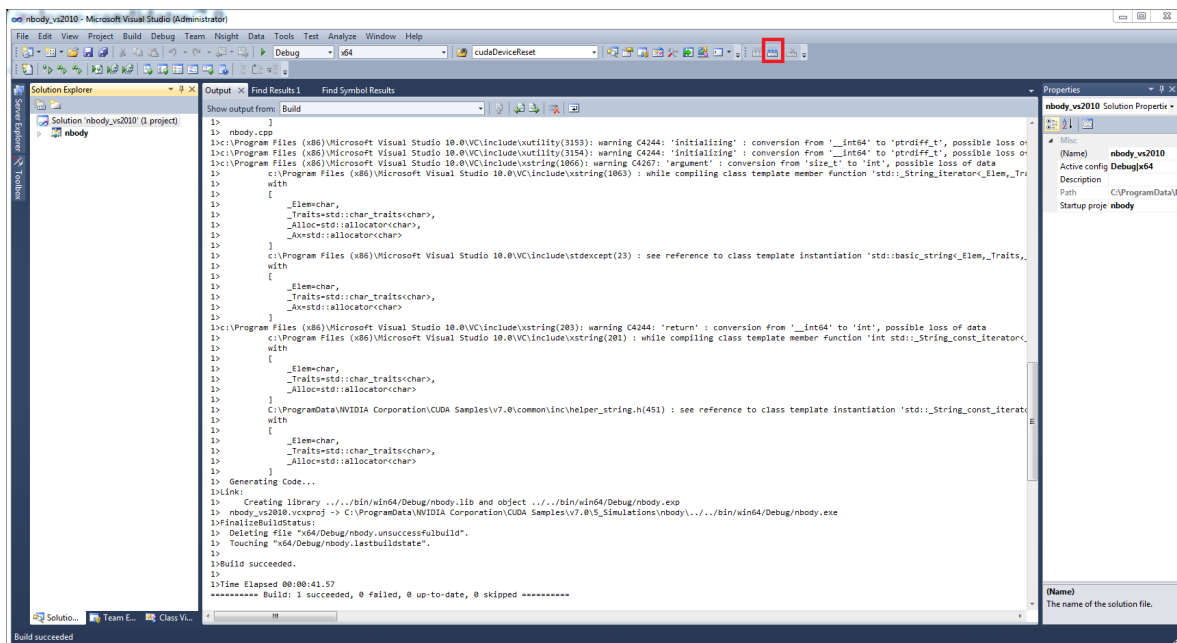 nbody_vs2010 - Microsoft Visual Studio (Administrator)
File Edit View Project Build Debug Team Nsight Data Tools Test Analyze Window Help
Debug x64 cudaDeviceReset
Server Explorer
Toolbox
Solution Explorer
Solution 'nbody_vs2010' (1 project)
nbody
Output Find Results 1 Find Symbol Results
Show output from: Build
1> ]
1> nbody.cpp
1>c:\Program Files (x86)\Microsoft Visual Studio 10.0\VC\include\xutility(3153): warning C4244: 'initializing' : conversion from '__int64' to 'ptrdiff_t', possible loss o
1>c:\Program Files (x86)\Microsoft Visual Studio 10.0\VC\include\xutility(3154): warning C4244: 'initializing' : conversion from '__int64' to 'ptrdiff_t', possible loss o
1>c:\Program Files (x86)\Microsoft Visual Studio 10.0\VC\include\xstring(1066): warning C4267: 'argument' : conversion from 'size_t' to 'int', possible loss of data
1> c:\Program Files (x86)\Microsoft Visual Studio 10.0\VC\include\xstring(1063) : while compiling class template member function 'std::_String_iterator<_Elem,_Tra
1> with
1> [
1> _Elem=char,
1> _Traits=std::char_traits<char>,
1> _Alloc=std::allocator<char>,
1> _Ax=std::allocator<char>
1> ]
1> c:\Program Files (x86)\Microsoft Visual Studio 10.0\VC\include\stdexcept(23) : see reference to class template instantiation 'std::basic_string<_Elem,_Traits,_
1> with
1> [
1> _Elem=char,
1> _Traits=std::char_traits<char>,
1> _Ax=std::allocator<char>
1> ]
1>c:\Program Files (x86)\Microsoft Visual Studio 10.0\VC\include\xstring(203): warning C4244: 'return' : conversion from '__int64' to 'int', possible loss of data
1> c:\Program Files (x86)\Microsoft Visual Studio 10.0\VC\include\xstring(201) : while compiling class template member function 'int std::_String_const_iterator<_
1> with
1> [
1> _Elem=char,
1> _Traits=std::char_traits<char>,
1> _Alloc=std::allocator<char>
1> ]
1> C:\ProgramData\NVIDIA Corporation\CUDA Samples\v7.0\common\inc\helper_string.h(451) : see reference to class template instantiation 'std::_String_const_iterato
1> with
1> [
1> _Elem=char,
1> _Traits=std::char_traits<char>,
1> _Alloc=std::allocator<char>
1> ]
1> Generating Code...
1>Link:
1> Creating library ../../bin/win64/Debug/nbody.lib and object ../../bin/win64/Debug/nbody.exp
1> nbody_vs2010.vcxproj -> C:\ProgramData\NVIDIA Corporation\CUDA Samples\v7.0\5_Simulations\nbody\../../bin/win64/Debug/nbody.exe
1>FinalizeBuildStatus:
1> Deleting file "x64/Debug/nbody.unsuccessfulbuild".
1> Touching "x64/Debug/nbody.lastbuildstate".
1>
1>Build succeeded.
1>
1>Time Elapsed 00:00:41.57
========== Build: 1 succeeded, 0 failed, 0 up-to-date, 0 skipped ==========
Properties
nbody_vs2010 Solution Propertie
Misc
(Name) nbody_vs2010
Active config Debug|x64
Description
Path C:\ProgramData\
Startup proje nbody
(Name)
The name of the solution file.
Solutio... Team E... Class Vi...
Build succeeded